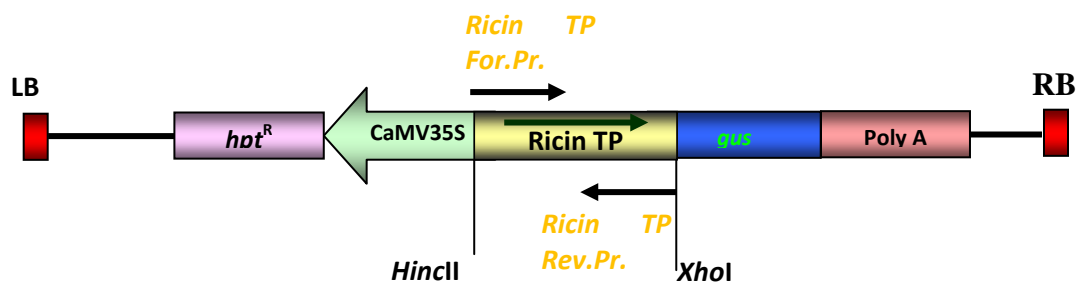 Ricin TP
For.Pr.
LB
RB
hpt^R
CaMV35S
Ricin TP
gus
Poly A
Ricin TP
Rev.Pr.
HincII
XhoI